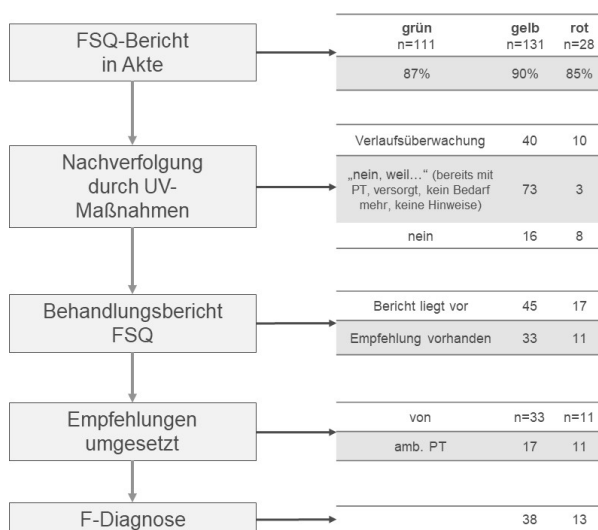 FSQ-Bericht
in Akte
grün gelb rot
n=111 n=131 n=28
87% 90% 85%
Nachverfolgung
durch UV-
Maßnahmen
Verlaufsüberwachung 40 10
„nein, weil…“ (bereits mit
PT, versorgt, kein Bedarf 73 3
mehr, keine Hinweise)
nein 16 8
Behandlungsbericht
FSQ
Bericht liegt vor 45 17
Empfehlung vorhanden 33 11
Empfehlungen
umgesetzt
von n=33 n=11
amb. PT 17 11
F-Diagnose
38 13